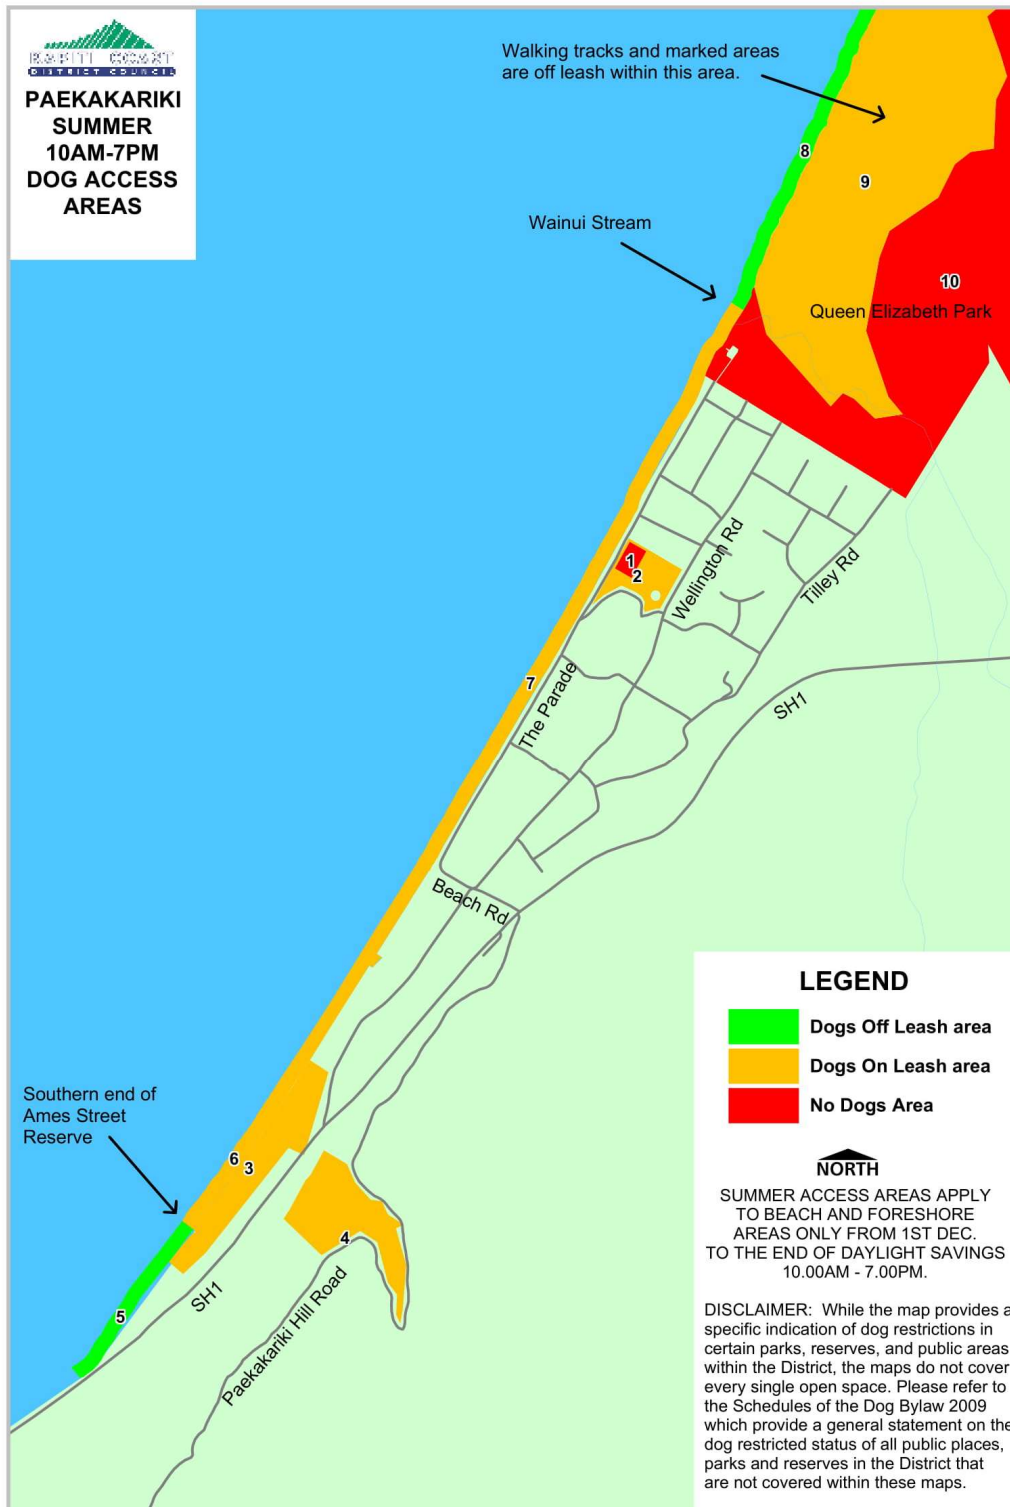 KAPITI COAST
DISTRICT COUNCIL
PAEKAKARIKI
SUMMER
10AM-7PM
DOG ACCESS
AREAS
Walking tracks and marked areas
are off leash within this area.
8
9
Wainui Stream
10
Queen Elizabeth Park
1
2
Wellington Rd
Tilley Rd
7
The Parade
SH1
Beach Rd
Southern end of
Ames Street
Reserve
6
3
4
5
SH1
Paekakariki Hill Road
LEGEND
Dogs Off Leash area
Dogs On Leash area
No Dogs Area
NORTH
SUMMER ACCESS AREAS APPLY
TO BEACH AND FORESHORE
AREAS ONLY FROM 1ST DEC.
TO THE END OF DAYLIGHT SAVINGS
10.00AM - 7.00PM.
DISCLAIMER: While the map provides a
specific indication of dog restrictions in
certain parks, reserves, and public areas
within the District, the maps do not cover
every single open space. Please refer to
the Schedules of the Dog Bylaw 2009
which provide a general statement on the
dog restricted status of all public places,
parks and reserves in the District that
are not covered within these maps.